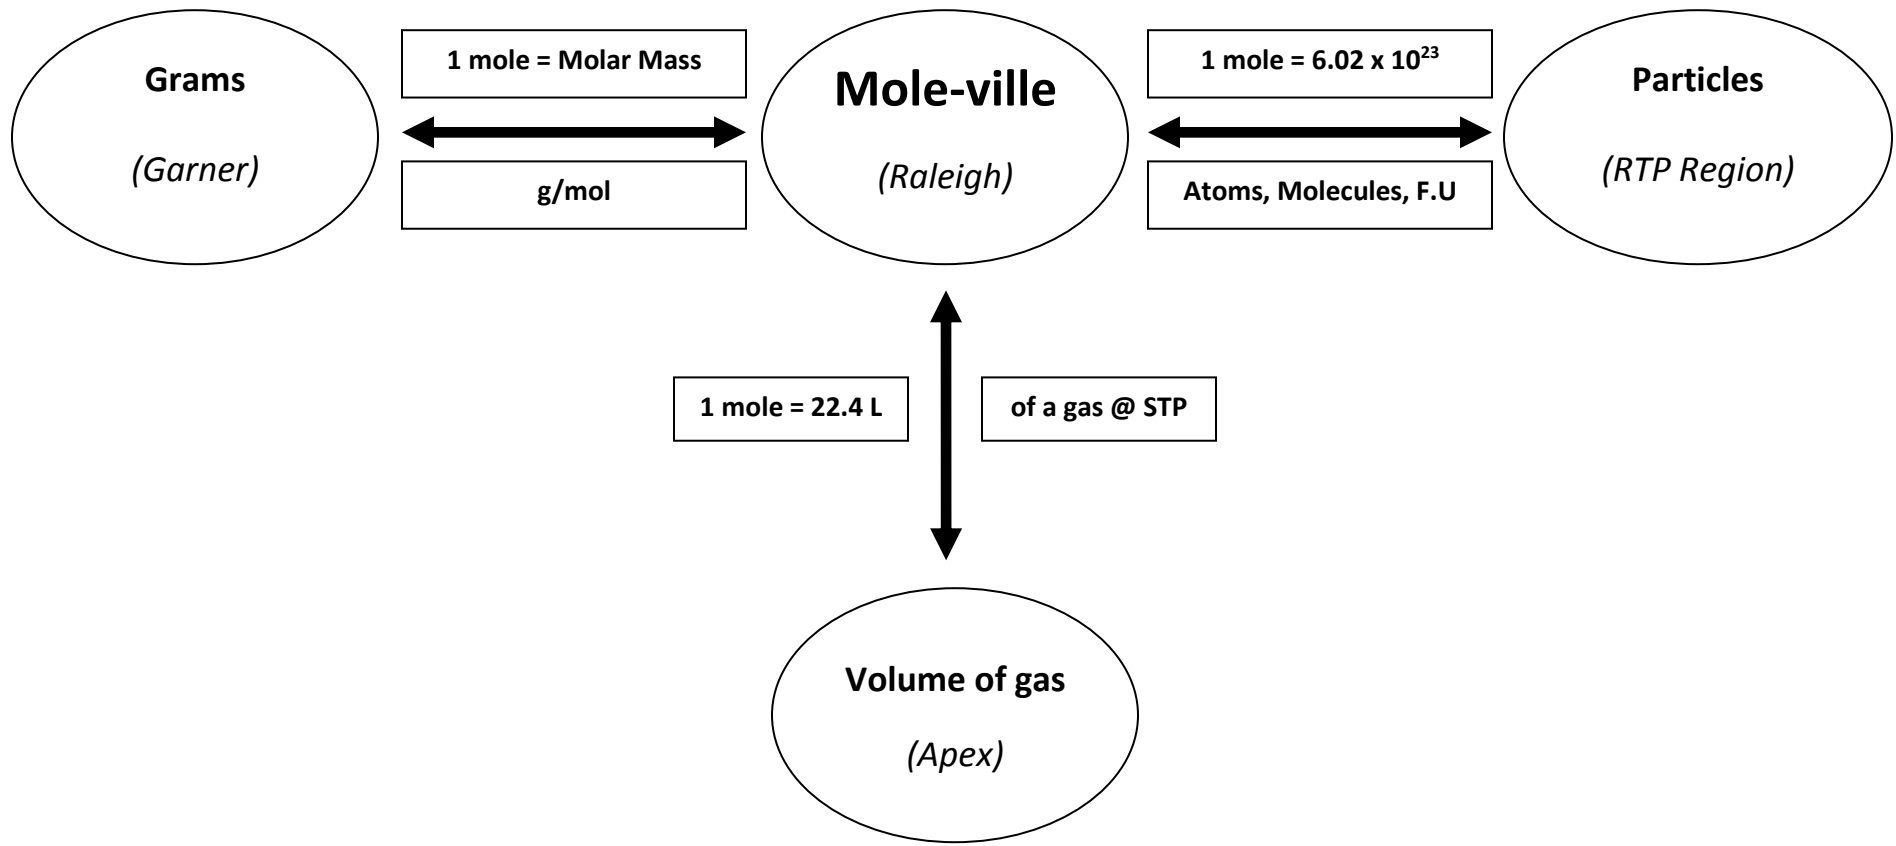 Grams
(Garner)
1 mole = Molar Mass
g/mol
Mole-ville
(Raleigh)
1 mole = 6.02 x 10²³
Atoms, Molecules, F.U
Particles
(RTP Region)
1 mole = 22.4 L
of a gas @ STP
Volume of gas
(Apex)